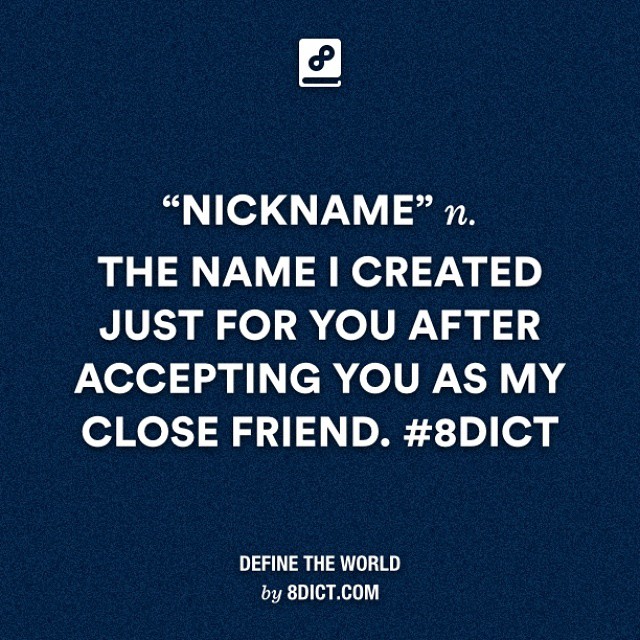 “NICKNAME” n.
THE NAME I CREATED
JUST FOR YOU AFTER
ACCEPTING YOU AS MY
CLOSE FRIEND. #8DICT
DEFINE THE WORLD
by 8DICT.COM